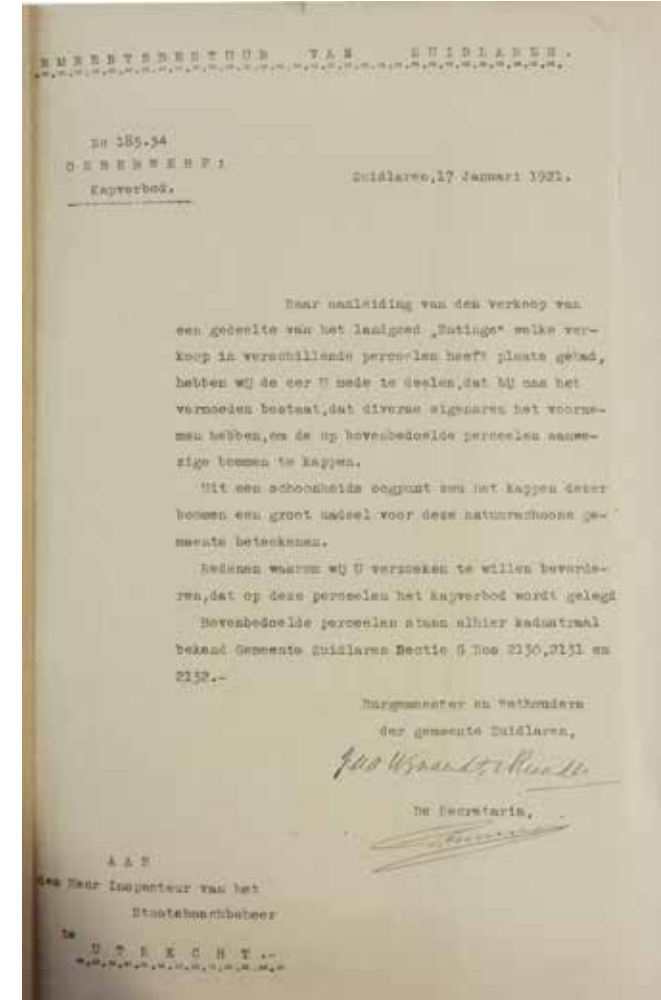 EMEENTEBESTUUR VAN ZUIDLAREN.
No 185.34
ONDERWERP:
Kapverbod.
Zuidlaren,17 Januari 1921.
Naar aanleiding van den verkoop van
een gedeelte van het landgoed „Entinge" welke ver-
koop in verschillende perceelen heeft plaats gehad,
hebben wij de eer U mede te deelen,dat bij ons het
vermoeden bestaat,dat diverse eigenaren het voorne-
men hebben,om de op bovenbedoelde perceelen aanwe-
zige boomen te kappen.
Uit een schoonheids oogpunt zou het kappen dezer
boomen een groot nadeel voor deze natuurschoone ge-
meente beteekenen.
Redenen waarom wij U verzoeken te willen bevorde-
ren,dat op deze perceelen het kapverbod wordt gelegd
Bovenbedoelde perceelen staan alhier kadastraal
bekend Gemeente Zuidlaren Sectie G Nos 2130,2131 en
2132.-
Burgemeester en Wethouders
der gemeente Zuidlaren,
De Secretaris,
AAN
den Heer Inspecteur van het
Staatsboschbeheer
te
UTRECHT.-